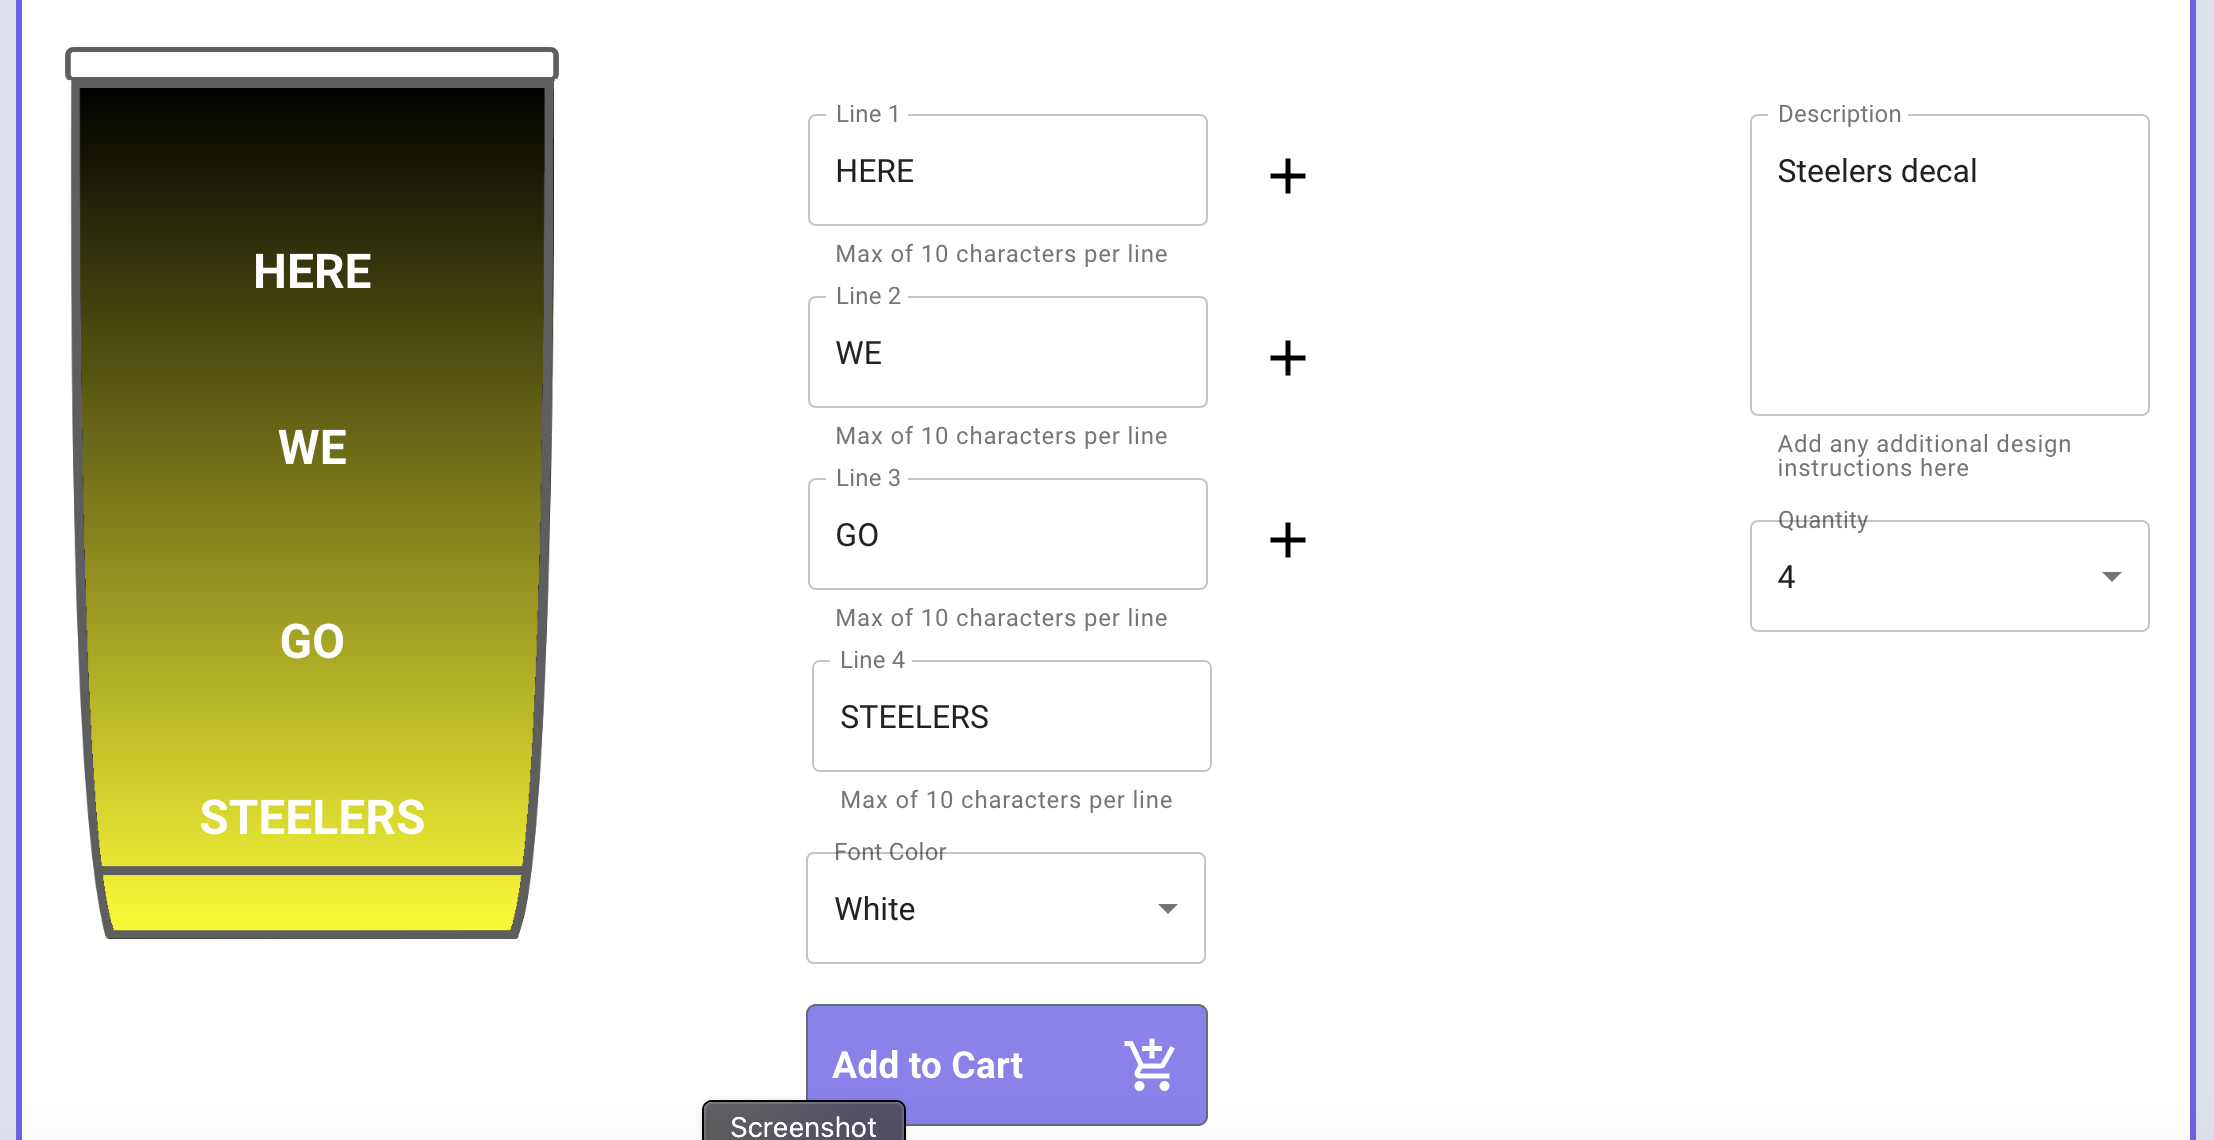 HERE
WE
GO
STEELERS
Line 1
HERE
Max of 10 characters per line
Line 2
WE
Max of 10 characters per line
Line 3
GO
Max of 10 characters per line
Line 4
STEELERS
Max of 10 characters per line
Font Color
White
Add to Cart
Screenshot
Description
Steelers decal
Add any additional design
instructions here
Quantity
4